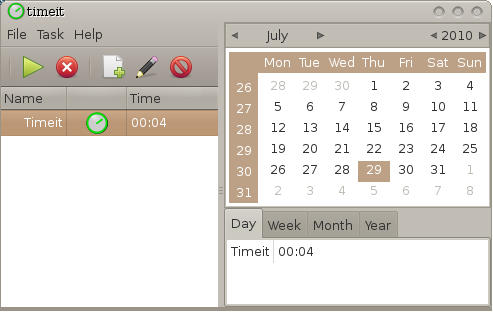 timeit
File Task Help
Name Time
Timeit 00:04
July 2010
Mon Tue Wed Thu Fri Sat Sun
26 28 29 30 1 2 3 4
27 5 6 7 8 9 10 11
28 12 13 14 15 16 17 18
29 19 20 21 22 23 24 25
30 26 27 28 29 30 31 1
31 2 3 4 5 6 7 8
Day Week Month Year
Timeit 00:04